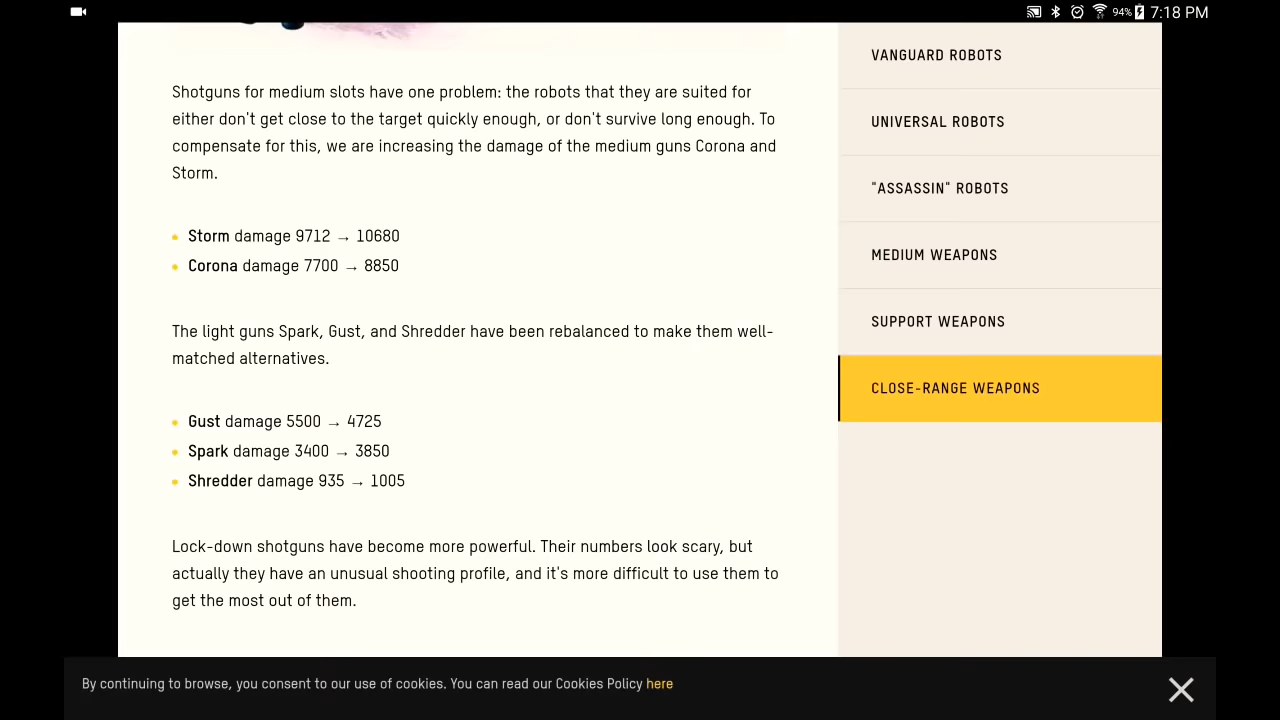 94% 7:18 PM
Shotguns for medium slots have one problem: the robots that they are suited for
either don't get close to the target quickly enough, or don't survive long enough. To
compensate for this, we are increasing the damage of the medium guns Corona and
Storm.
Storm damage 9712 → 10680
Corona damage 7700 → 8850
The light guns Spark, Gust, and Shredder have been rebalanced to make them well-
matched alternatives.
Gust damage 5500 → 4725
Spark damage 3400 → 3850
Shredder damage 935 → 1005
Lock-down shotguns have become more powerful. Their numbers look scary, but
actually they have an unusual shooting profile, and it's more difficult to use them to
get the most out of them.
VANGUARD ROBOTS
UNIVERSAL ROBOTS
"ASSASSIN" ROBOTS
MEDIUM WEAPONS
SUPPORT WEAPONS
CLOSE-RANGE WEAPONS
By continuing to browse, you consent to our use of cookies. You can read our Cookies Policy here